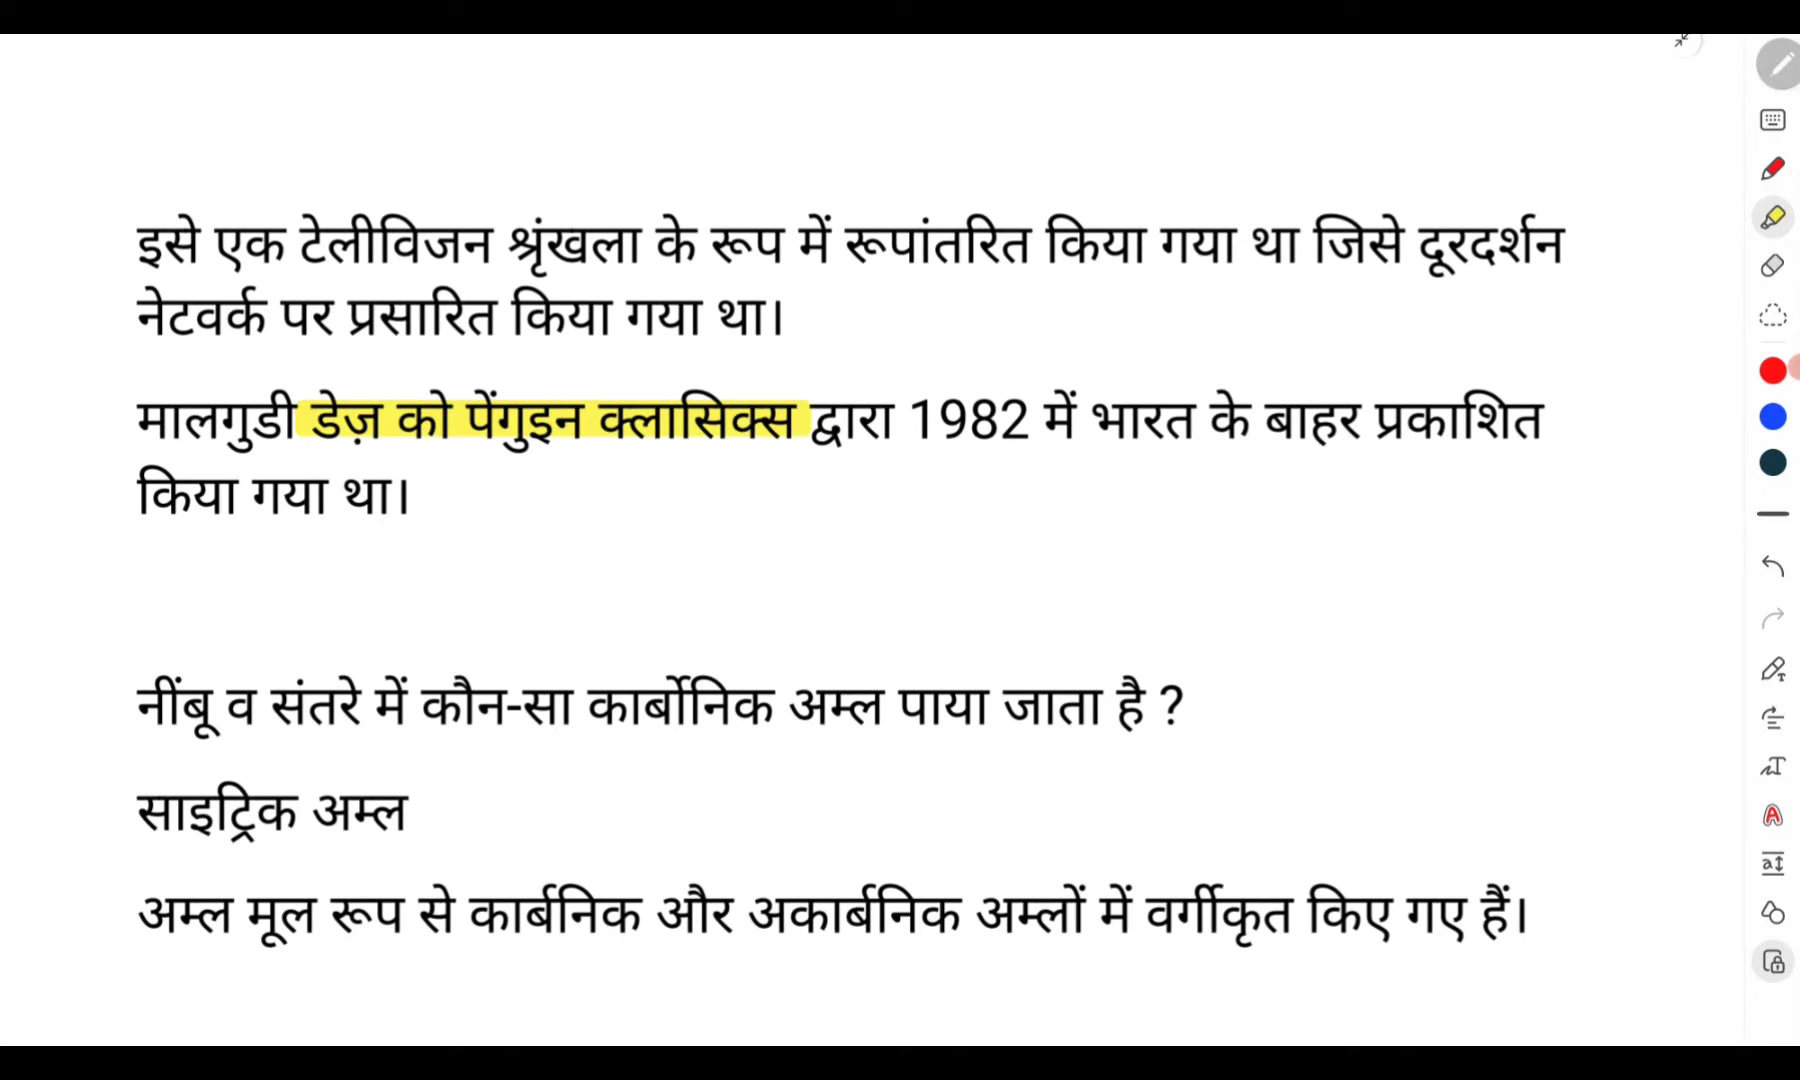 इसे एक टेलीविजन श्रृंखला के रूप में रूपांतरित किया गया था जिसे दूरदर्शन
नेटवर्क पर प्रसारित किया गया था।
मालगुडी डेज़ को पेंगुइन क्लासिक्स द्वारा 1982 में भारत के बाहर प्रकाशित
किया गया था।
नींबू व संतरे में कौन-सा कार्बोनिक अम्ल पाया जाता है ?
साइट्रिक अम्ल
अम्ल मूल रूप से कार्बनिक और अकार्बनिक अम्लों में वर्गीकृत किए गए हैं।